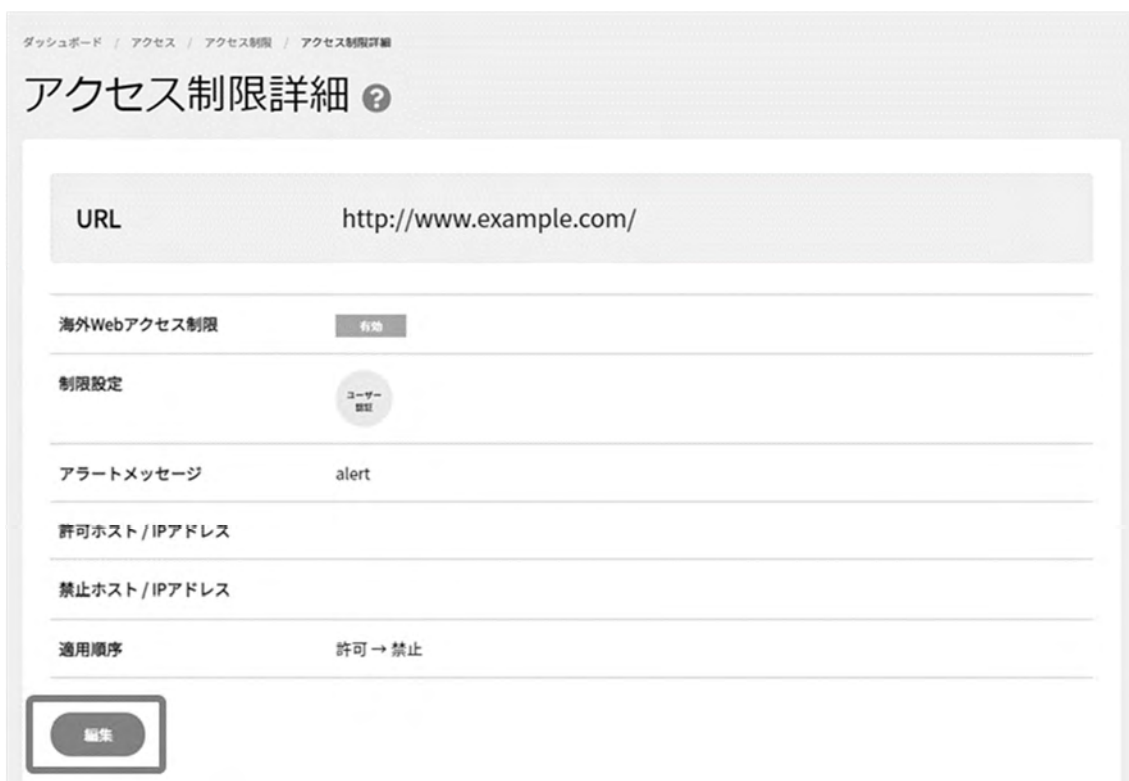 ダッシュボード / アクセス / アクセス制限 / アクセス制限詳細
アクセス制限詳細 ?
URL http://www.example.com/
海外Webアクセス制限 有効
制限設定 ユーザー
認証
アラートメッセージ alert
許可ホスト / IPアドレス
禁止ホスト / IPアドレス
適用順序 許可 → 禁止
編集